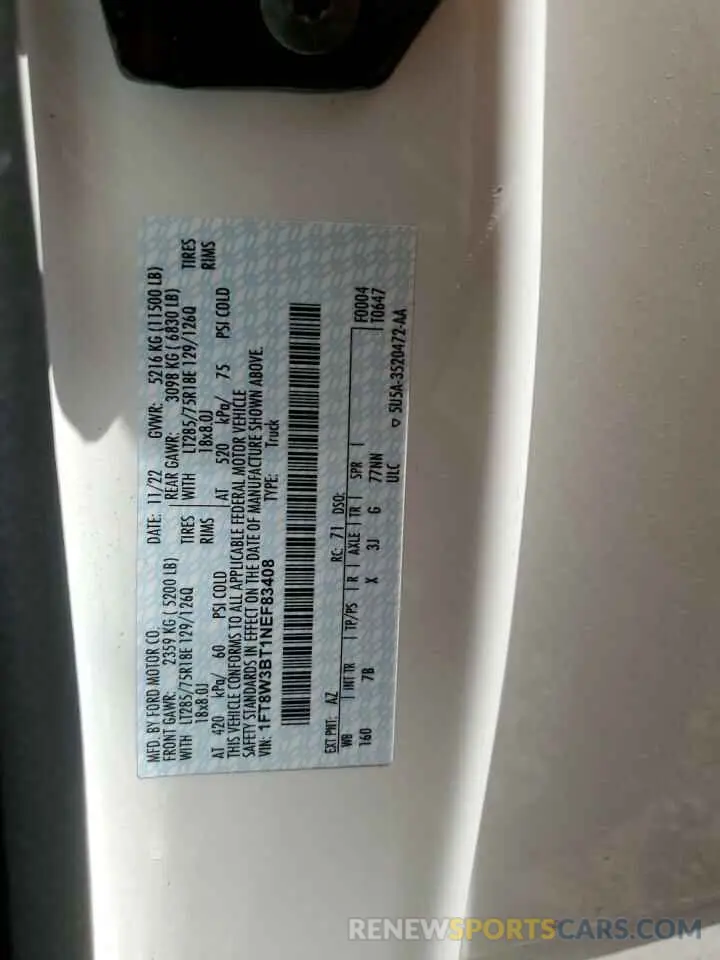 MFD. BY FORD MOTOR CO.
DATE: 11/22 GVWR: 5216 KG (11500 LB)
FRONT GAWR: 2359 KG ( 5200 LB)
REAR GAWR: 3098 KG ( 6830 LB)
WITH LT285/75R18E 129/126Q TIRES
WITH LT285/75R18E 129/126Q TIRES
18x8.0J RIMS
18x8.0J RIMS
AT 420 kPa/ 60 PSI COLD
AT 520 kPa/ 75 PSI COLD
THIS VEHICLE CONFORMS TO ALL APPLICABLE FEDERAL MOTOR VEHICLE
SAFETY STANDARDS IN EFFECT ON THE DATE OF MANUFACTURE SHOWN ABOVE.
VIN: 1FT8W3BT1NEF83408 TYPE: Truck
EXT PNT: AZ RC: 71 DSO: F0004
T0647
WB INT TR TP/PS R AXLE TR SPR
160 7B X 3J G 77NN
ULC 5U5A-3520472-AA
RENEWSPORTSCARS.COM